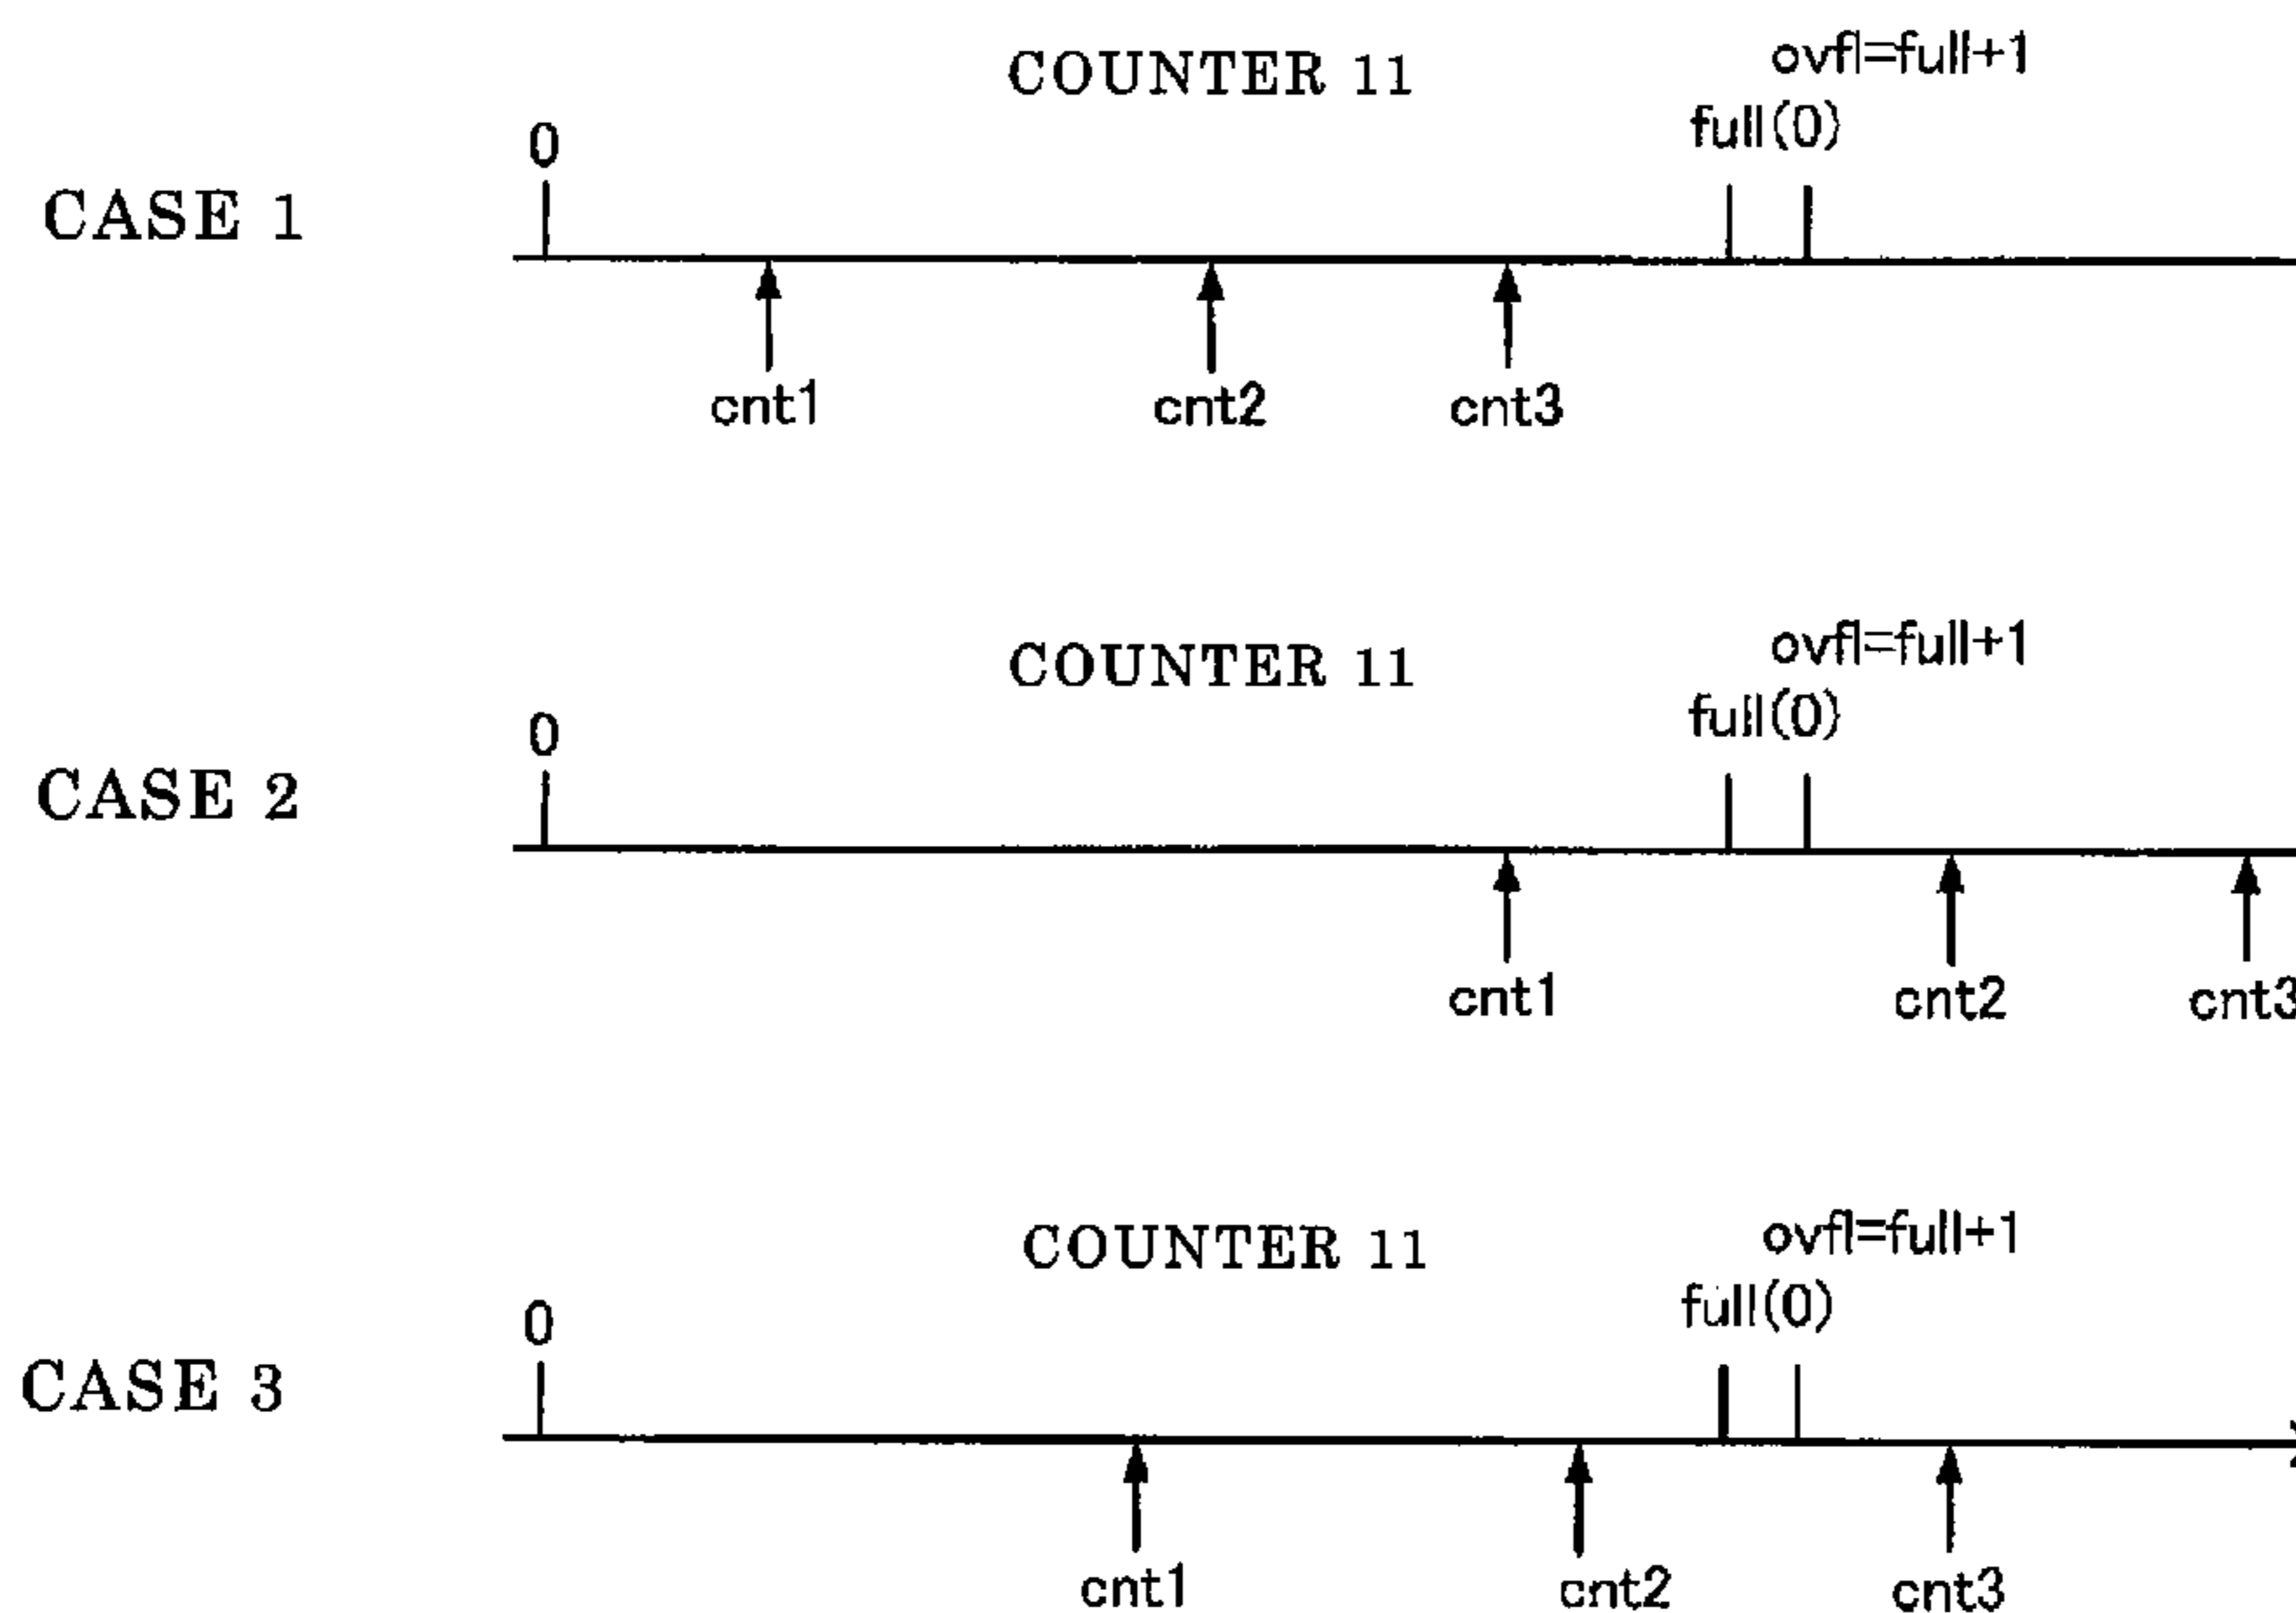 COUNTER 11
ovfl=full+1
full(0)
0
CASE 1
cnt1 cnt2 cnt3
COUNTER 11
ovfl=full+1
full(0)
0
CASE 2
cnt1 cnt2 cnt3
COUNTER 11
ovfl=full+1
full(0)
0
CASE 3
cnt1 cnt2 cnt3